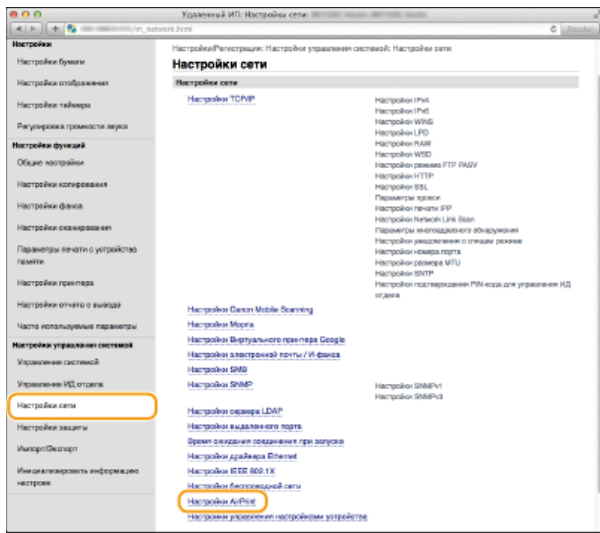 Удаленный ИП: Настройки сети:
/m_network.html
Reader
Настройки
Настройки бумаги
Настройки отображения
Настройки таймера
Регулировка громкости звука
Настройки функций
Общие настройки
Настройки копирования
Настройки факса
Настройки сканирования
Параметры печати с устройства
памяти
Настройки принтера
Настройки отчета о выводе
Часто используемые параметры
Настройки управления системой
Управление системой
Управление ИД отдела
Настройки сети
Настройки защиты
Импорт/Экспорт
Инициализировать информацию
настроек
Настройки/Регистрация: Настройки управления системой: Настройки сети
Настройки сети
Настройки сети
Настройки TCP/IP
Настройки IPv4
Настройки IPv6
Настройки WINS
Настройки LPD
Настройки RAW
Настройки WSD
Настройки режима FTP PASV
Настройки HTTP
Настройки SSL
Параметры прокси
Настройки печати IPP
Настройки Network Link Scan
Параметры многоадресного обнаружения
Настройки уведомления о спящем режиме
Настройки номера порта
Настройки размера MTU
Настройки SNTP
Настройки подтверждения PIN-кода для управления ИД
отдела
Настройки Canon Mobile Scanning
Настройки Mopria
Настройки Виртуального принтера Google
Настройки электронной почты / И-факса
Настройки SMB
Настройки SNMP
Настройки SNMPv1
Настройки SNMPv3
Настройки сервера LDAP
Настройки выделенного порта
Время ожидания соединения при запуске
Настройки драйвера Ethernet
Настройки IEEE 802.1X
Настройки беспроводной сети
Настройки AirPrint
Настройки управления настройками устройства